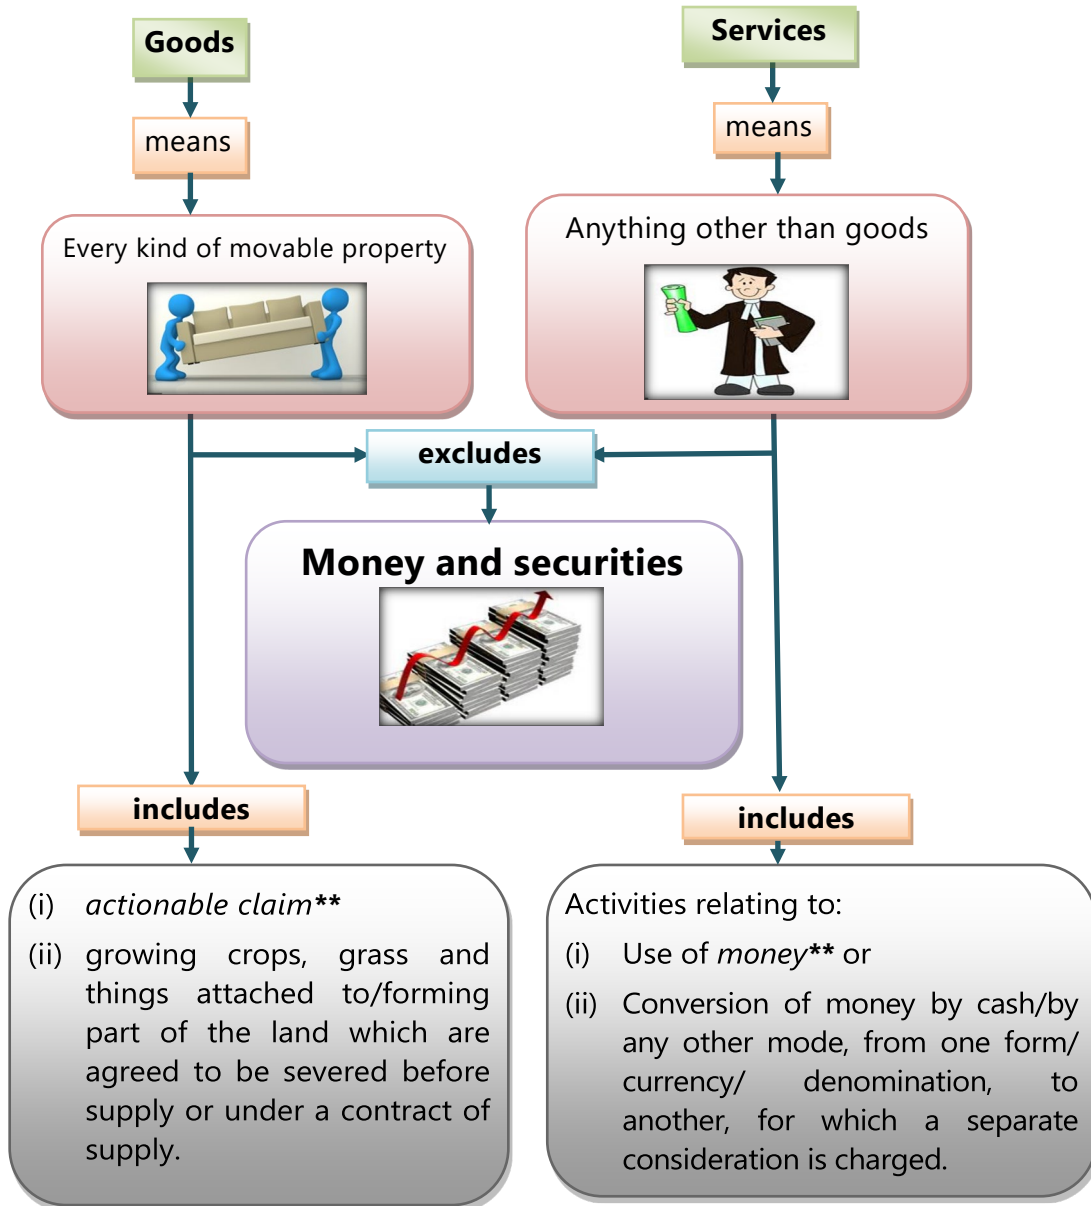 Goods
Services
means
means
Every kind of movable property
Anything other than goods
excludes
Money and securities
includes
includes
(i) actionable claim**
(ii) growing crops, grass and
things attached to/forming
part of the land which are
agreed to be severed before
supply or under a contract of
supply.
Activities relating to:
(i) Use of money** or
(ii) Conversion of money by cash/by
any other mode, from one form/
currency/ denomination, to
another, for which a separate
consideration is charged.